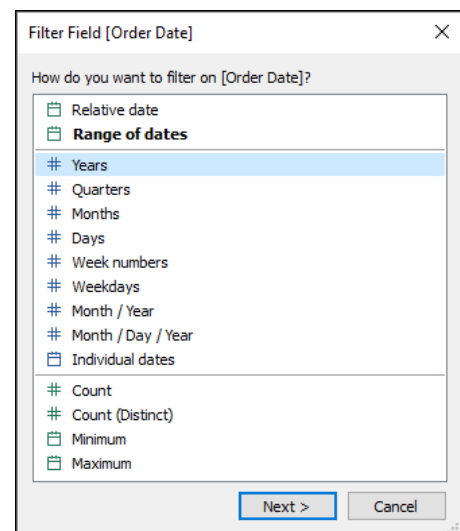 Filter Field [Order Date]
How do you want to filter on [Order Date]?
Relative date
Range of dates
Years
Quarters
Months
Days
Week numbers
Weekdays
Month / Year
Month / Day / Year
Individual dates
Count
Count (Distinct)
Minimum
Maximum
Next > Cancel